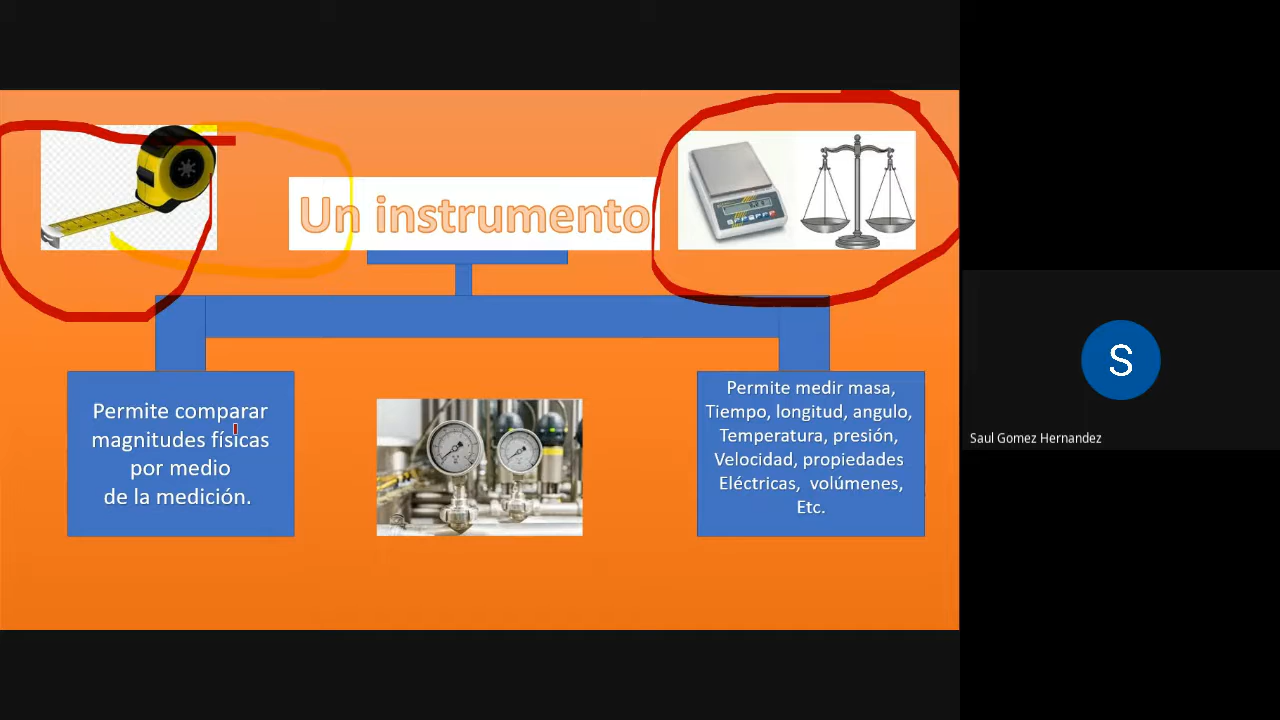 Un instrumento
Permite comparar
magnitudes físicas
por medio
de la medición.
Permite medir masa,
Tiempo, longitud, angulo,
Temperatura, presión,
Velocidad, propiedades
Eléctricas, volúmenes,
Etc.
S
Saul Gomez Hernandez